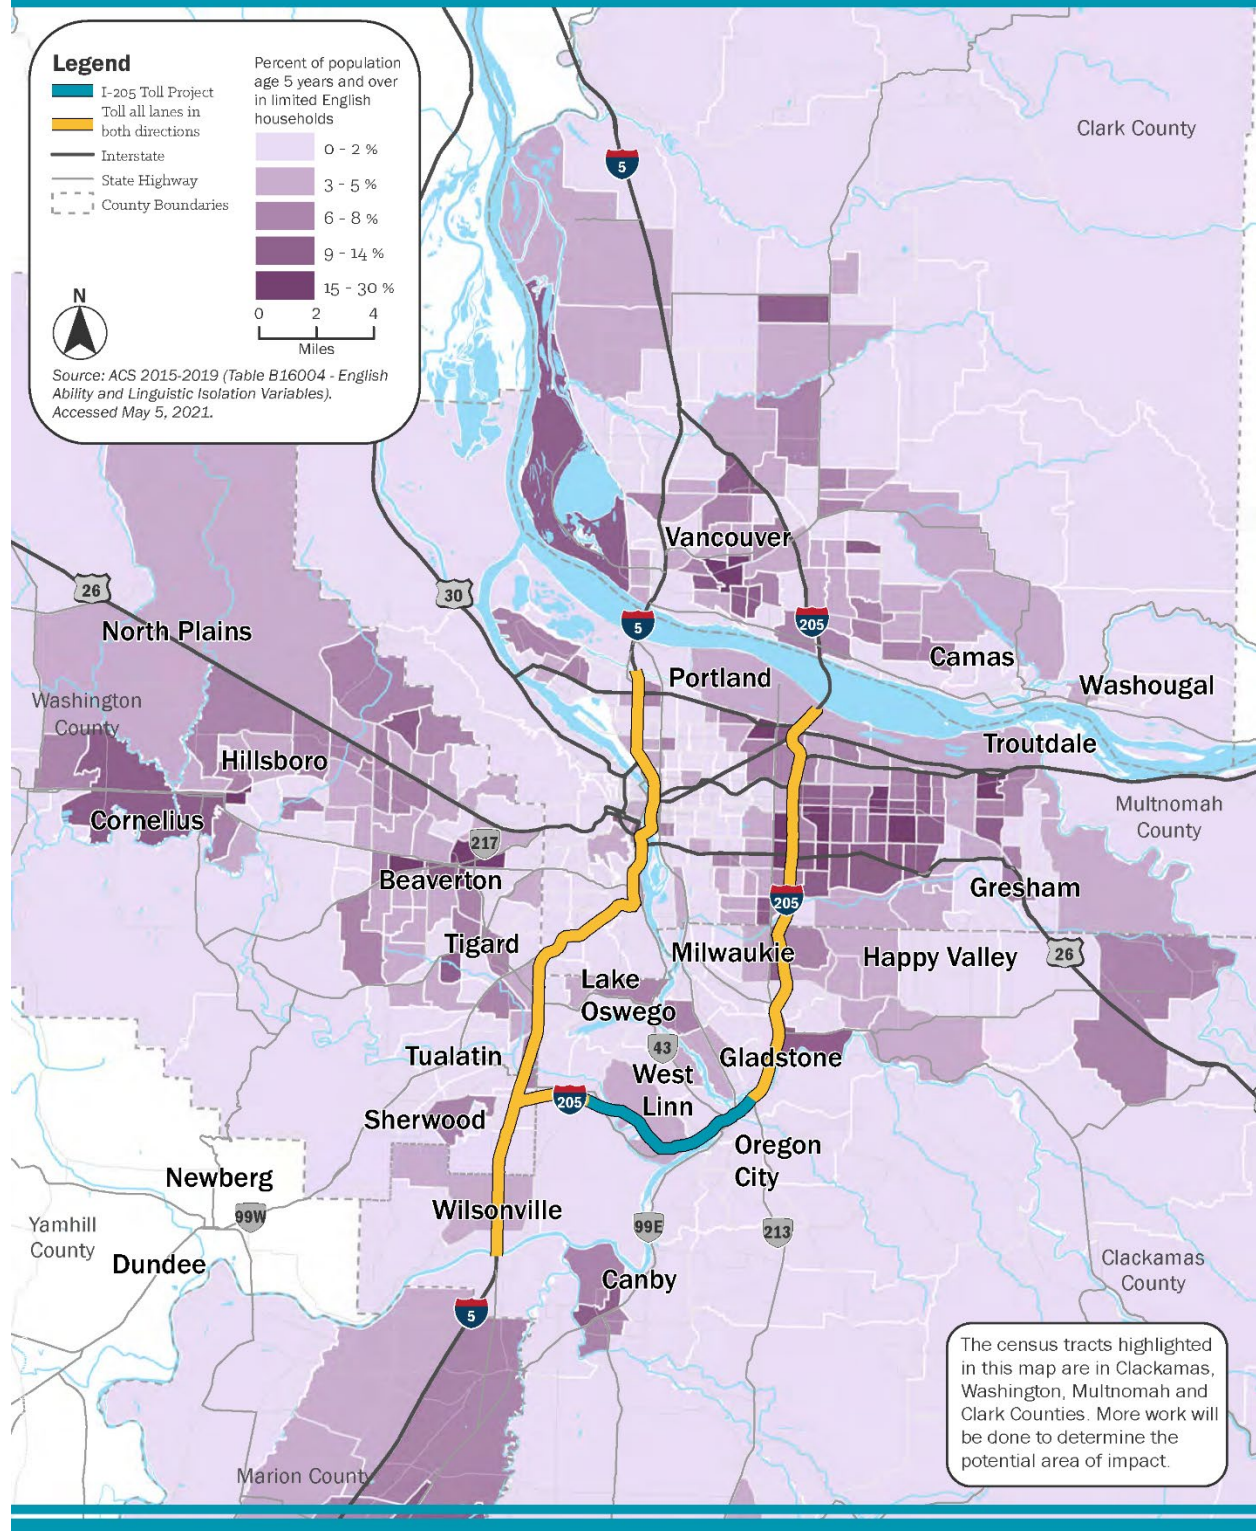 Legend
I-205 Toll Project
Toll all lanes in
both directions
Interstate
State Highway
County Boundaries
Percent of population
age 5 years and over
in limited English
households
0 - 2 %
3 - 5 %
6 - 8 %
9 - 14 %
15 - 30 %
N
0 2 4
Miles
Source: ACS 2015-2019 (Table B16004 - English
Ability and Linguistic Isolation Variables).
Accessed May 5, 2021.
5
Clark County
Vancouver
26
30
North Plains
5
205
Camas
Portland
Washougal
Washington
County
Troutdale
Hillsboro
Multnomah
County
Cornelius
217
Beaverton
Gresham
205
Tigard
Milwaukie
Happy Valley
26
Lake
Oswego
43
Tualatin
Gladstone
West
Linn
205
Sherwood
Oregon
City
Newberg
99W
Wilsonville
99E
213
Yamhill
County
Dundee
Canby
Clackamas
County
5
Marion County
The census tracts highlighted
in this map are in Clackamas,
Washington, Multnomah and
Clark Counties. More work will
be done to determine the
potential area of impact.